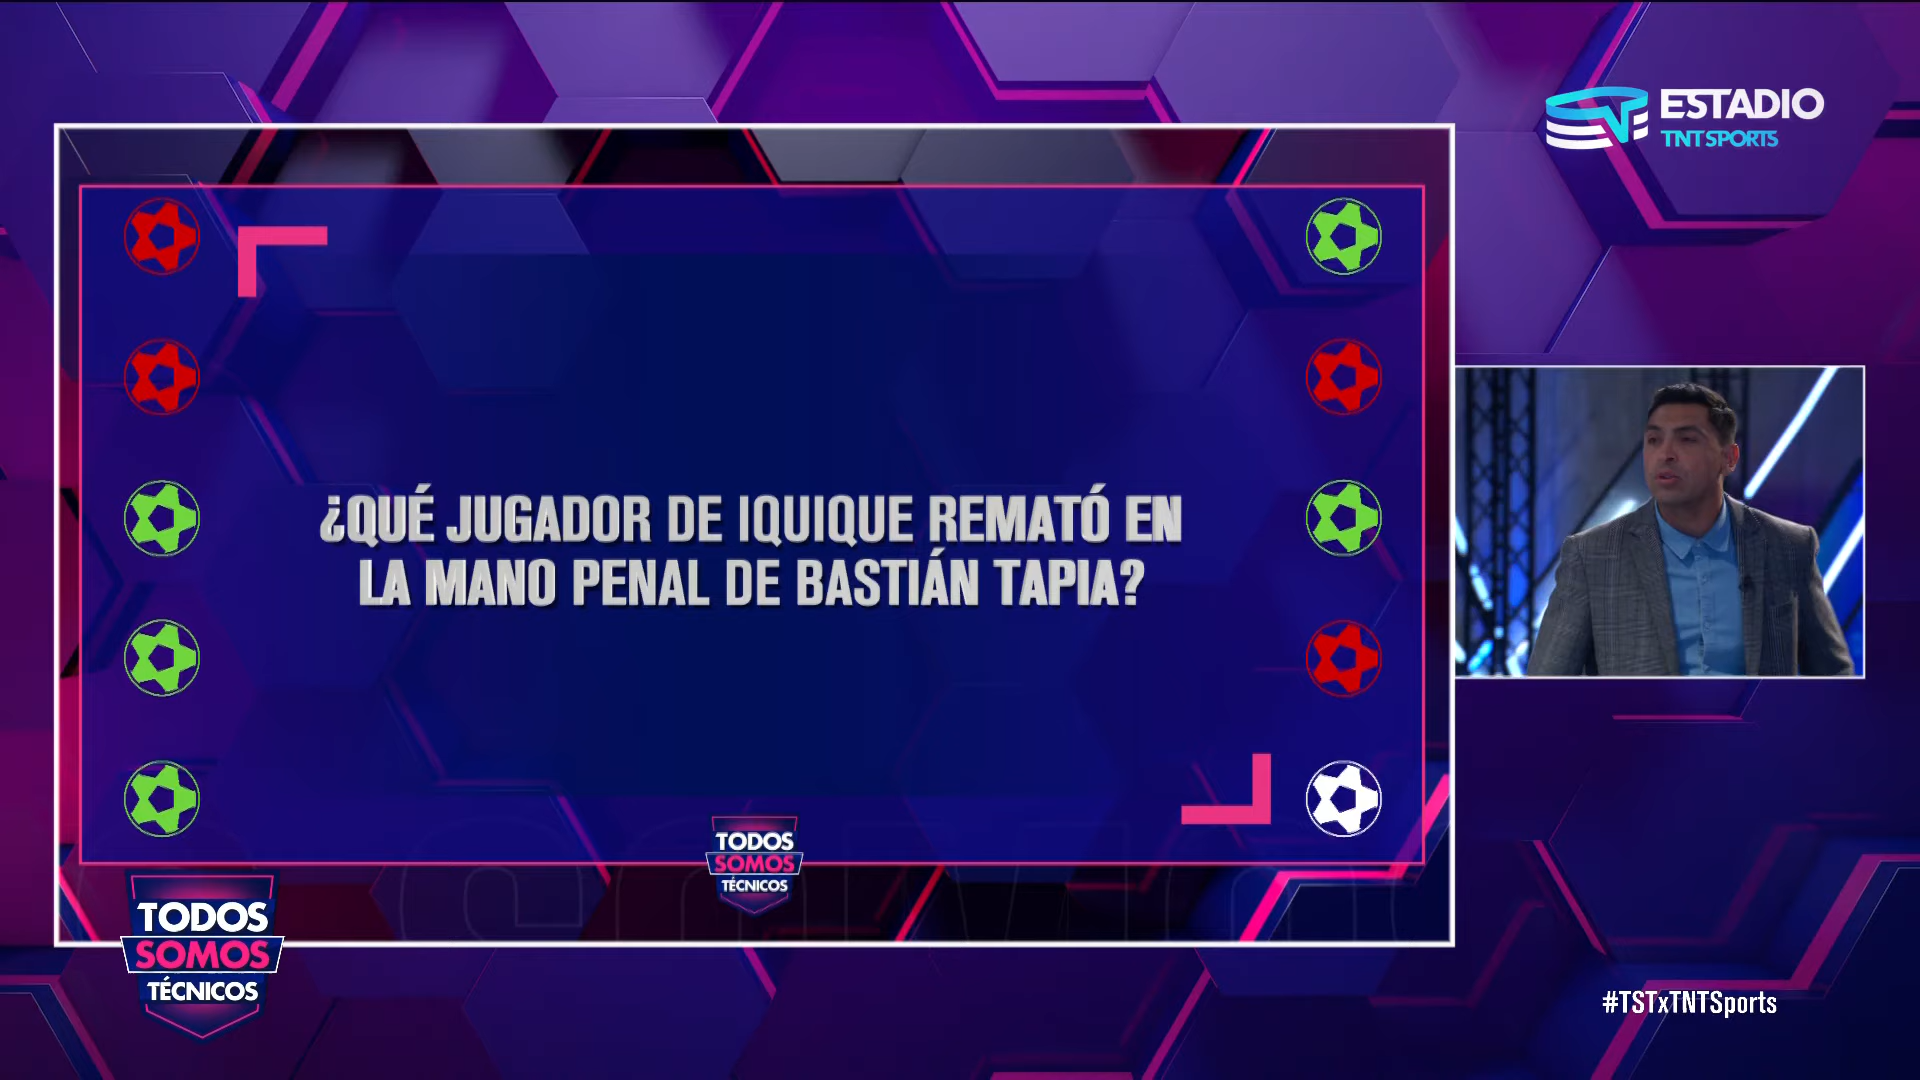 ESTADIO
TNT SPORTS
¿QUÉ JUGADOR DE IQUIQUE REMATÓ EN
LA MANO PENAL DE BASTIÁN TAPIA?
TODOS
SOMOS
TÉCNICOS
TODOS
SOMOS
TÉCNICOS
#TSTxTNTSports